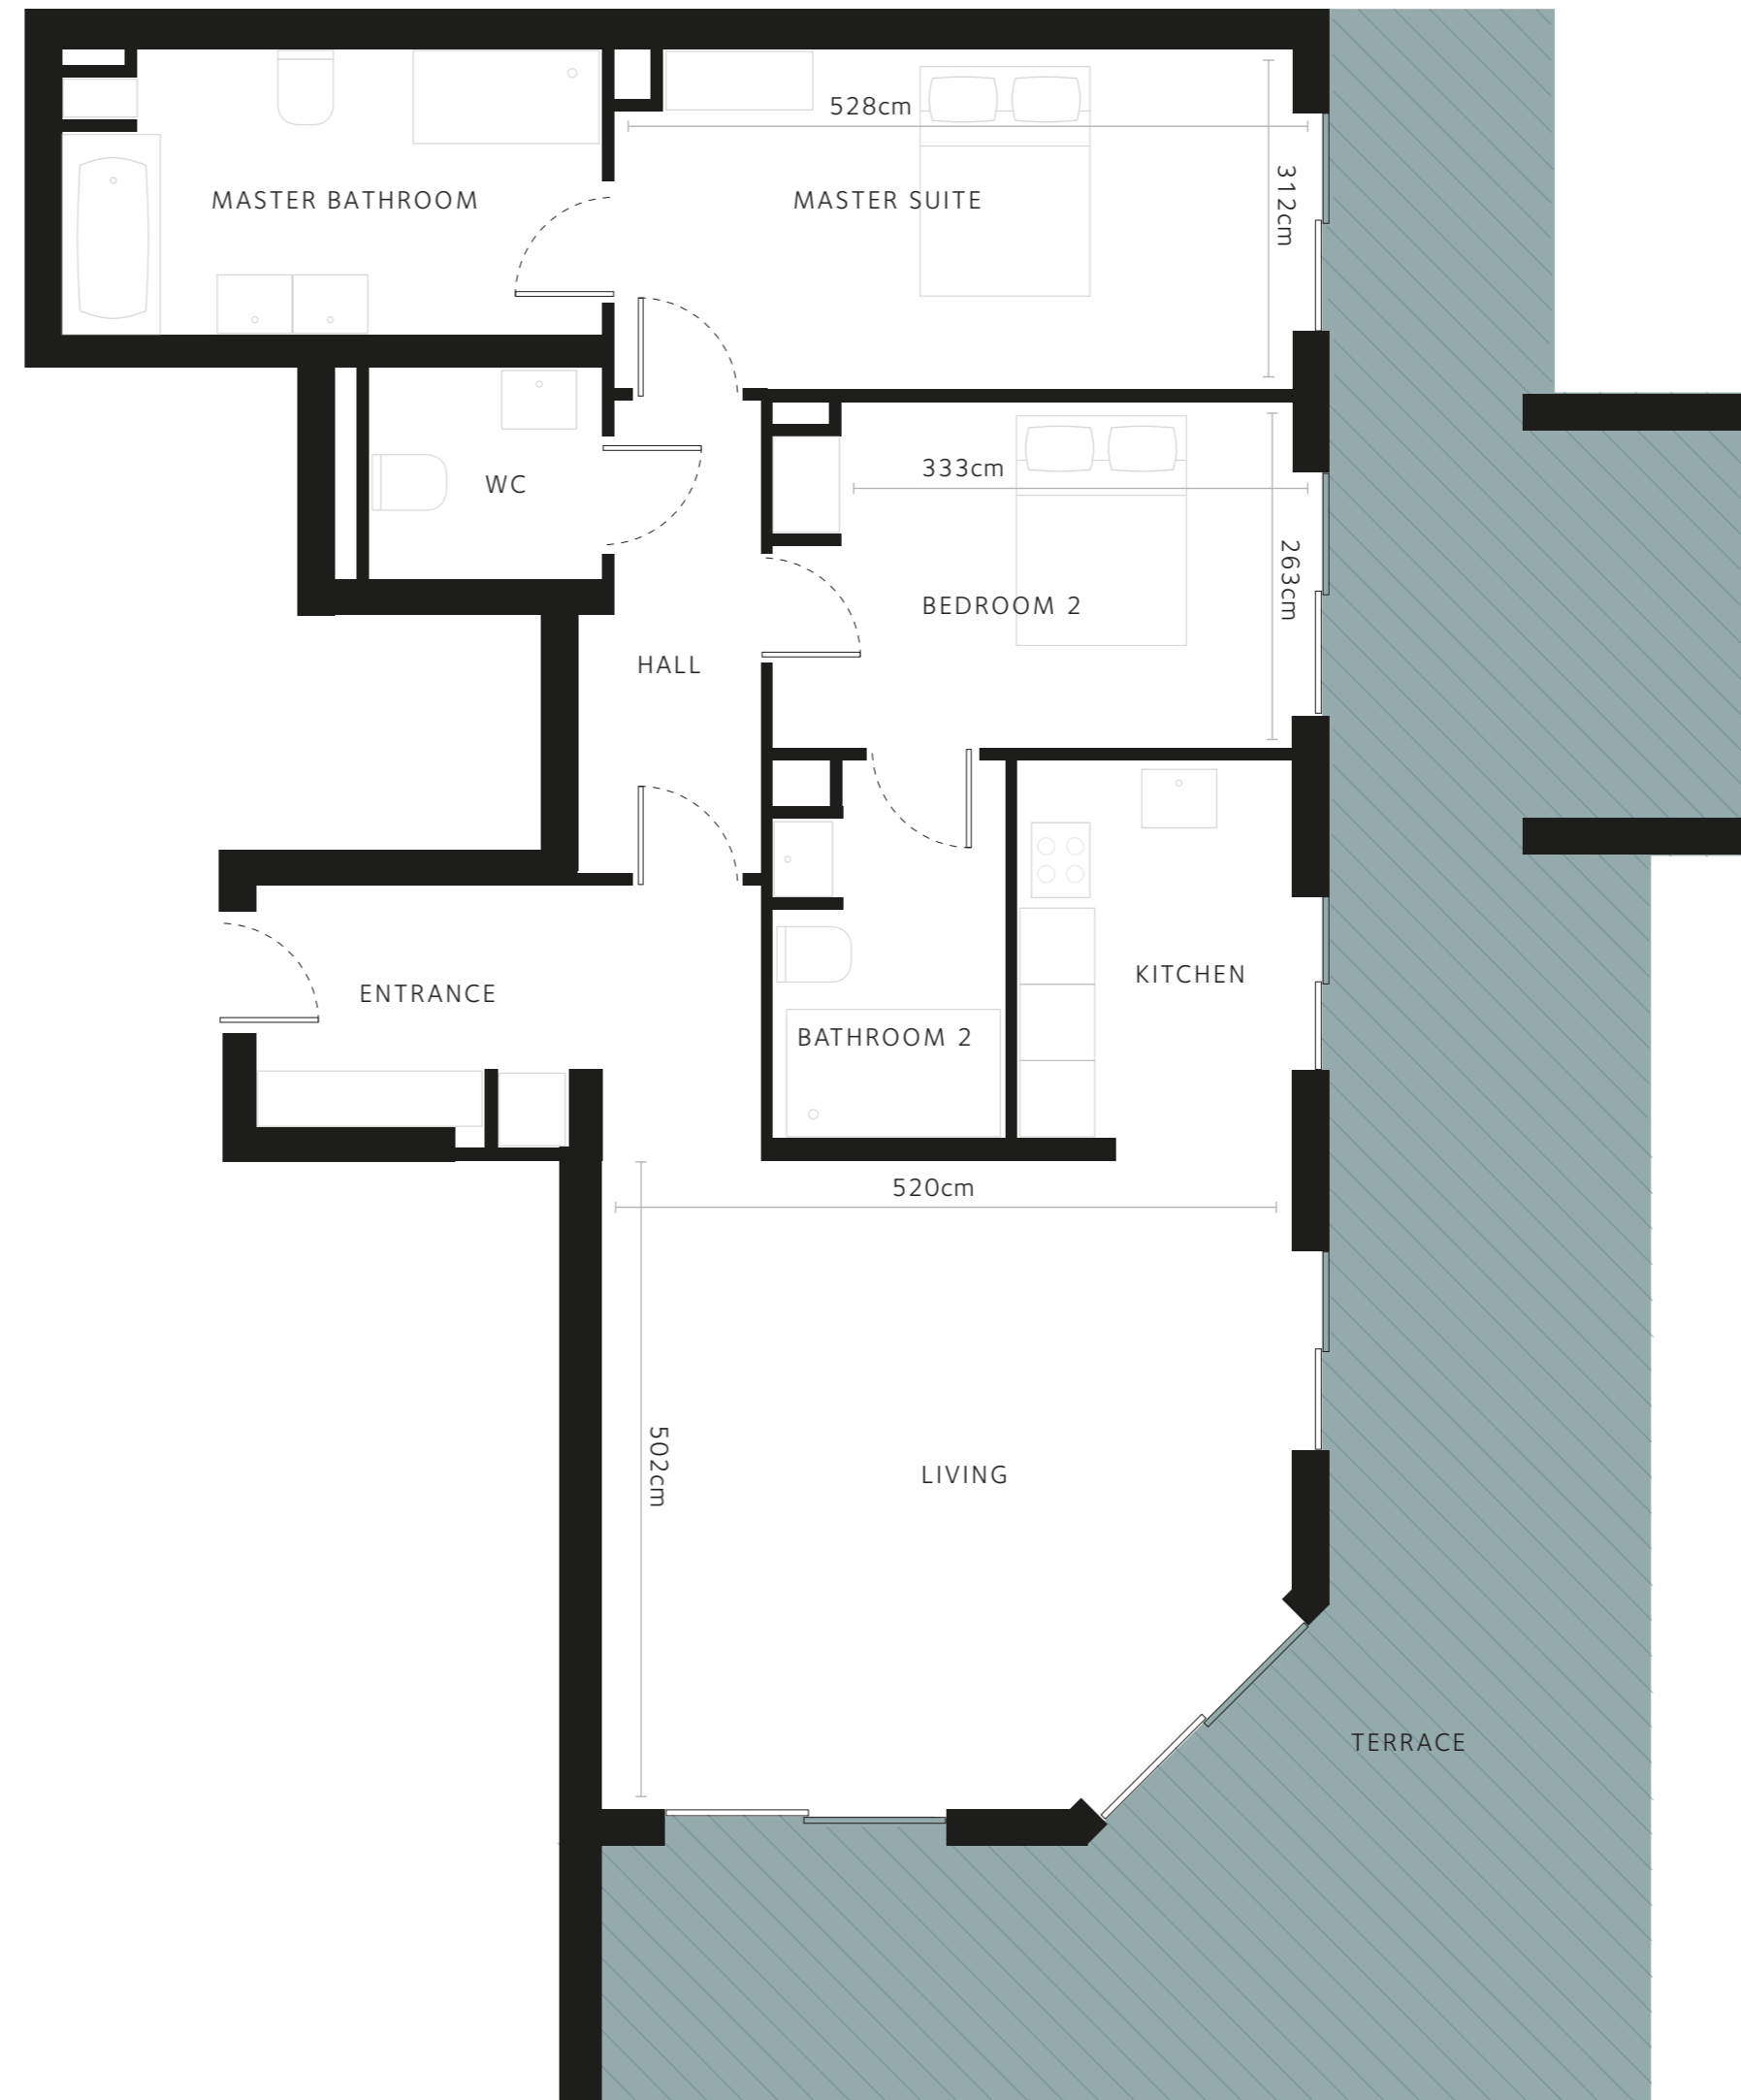 528cm
312cm
MASTER BATHROOM
MASTER SUITE
333cm
WC
263cm
BEDROOM 2
HALL
KITCHEN
ENTRANCE
BATHROOM 2
520cm
502cm
LIVING
TERRACE